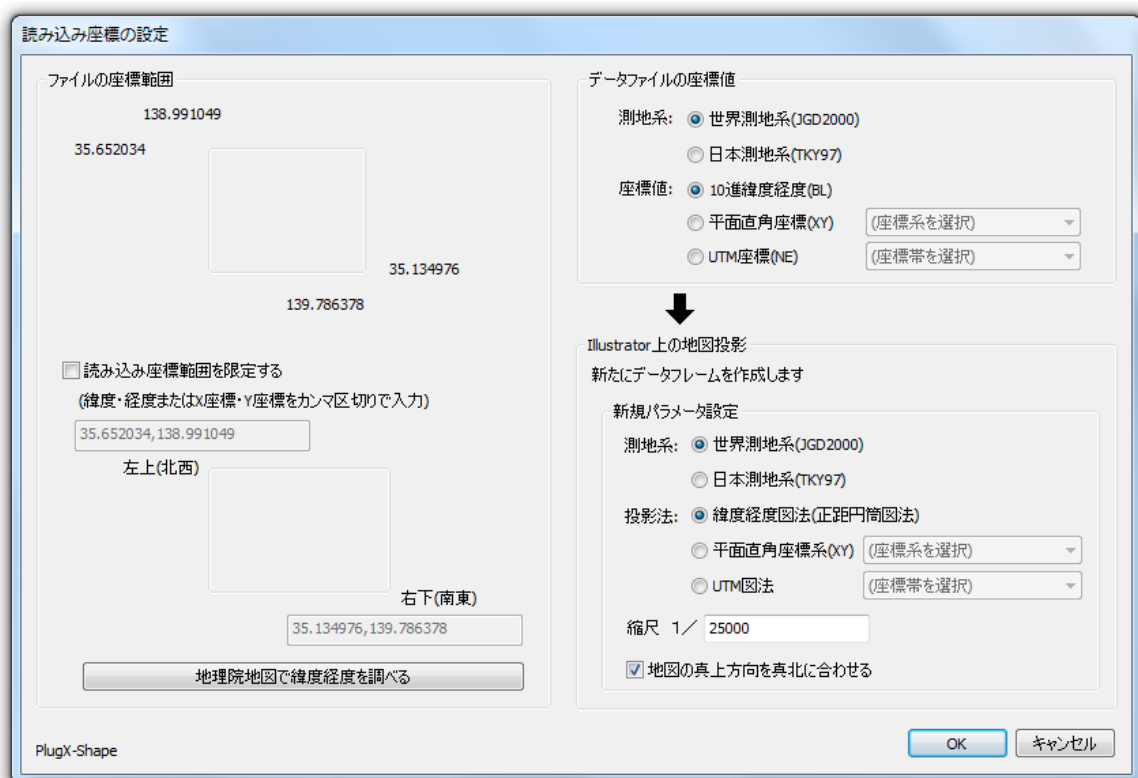 読み込み座標の設定
ファイルの座標範囲
138.991049
35.652034
35.134976
139.786378
読み込み座標範囲を限定する
(緯度・経度またはX座標・Y座標をカンマ区切りで入力)
35.652034,138.991049
左上(北西)
右下(南東)
35.134976,139.786378
地理院地図で緯度経度を調べる
PlugX-Shape
データファイルの座標値
測地系: 世界測地系(JGD2000)
日本測地系(TKY97)
座標値: 10進緯度経度(BL)
平面直角座標(XY) (座標系を選択)
UTM座標(NE) (座標帯を選択)
Illustrator上の地図投影
新たにデータフレームを作成します
新規パラメータ設定
測地系: 世界測地系(JGD2000)
日本測地系(TKY97)
投影法: 緯度経度図法(正距円筒図法)
平面直角座標系(XY) (座標系を選択)
UTM図法 (座標帯を選択)
縮尺 1/ 25000
地図の真上方向を真北に合わせる
OK キャンセル